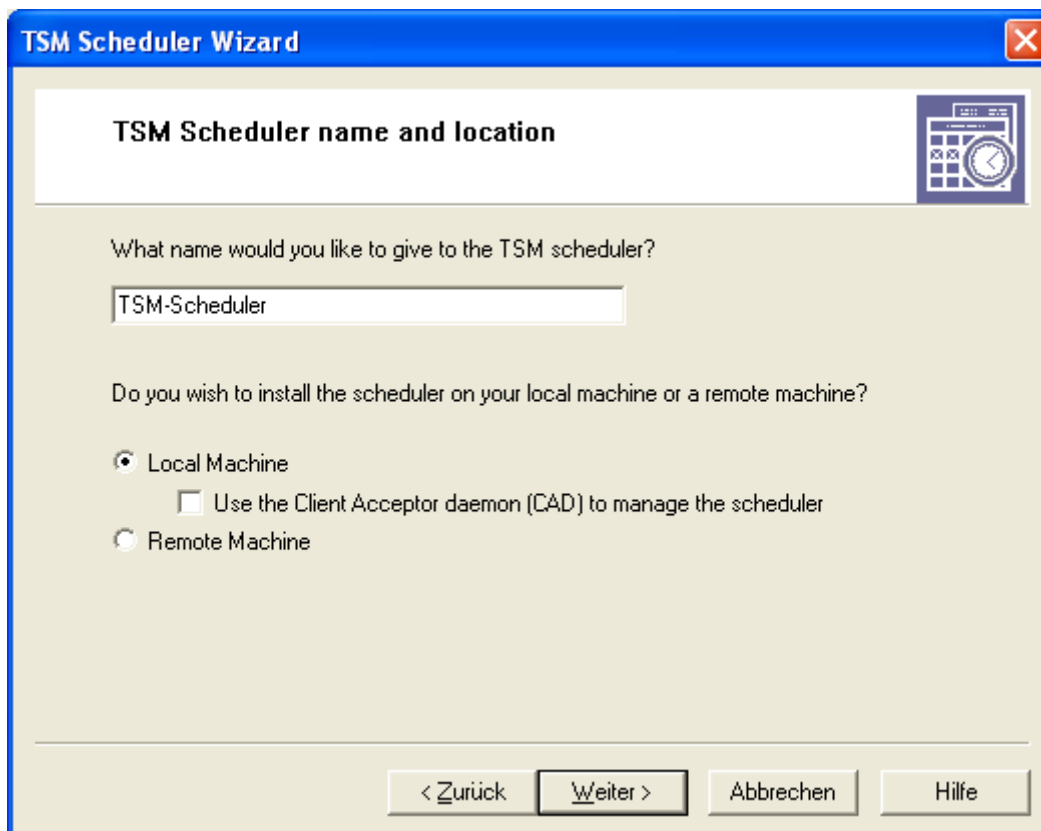 TSM Scheduler Wizard
TSM Scheduler name and location
What name would you like to give to the TSM scheduler?
TSM-Scheduler
Do you wish to install the scheduler on your local machine or a remote machine?
Local Machine
Use the Client Acceptor daemon (CAD) to manage the scheduler
Remote Machine
< Zurück Weiter > Abbrechen Hilfe